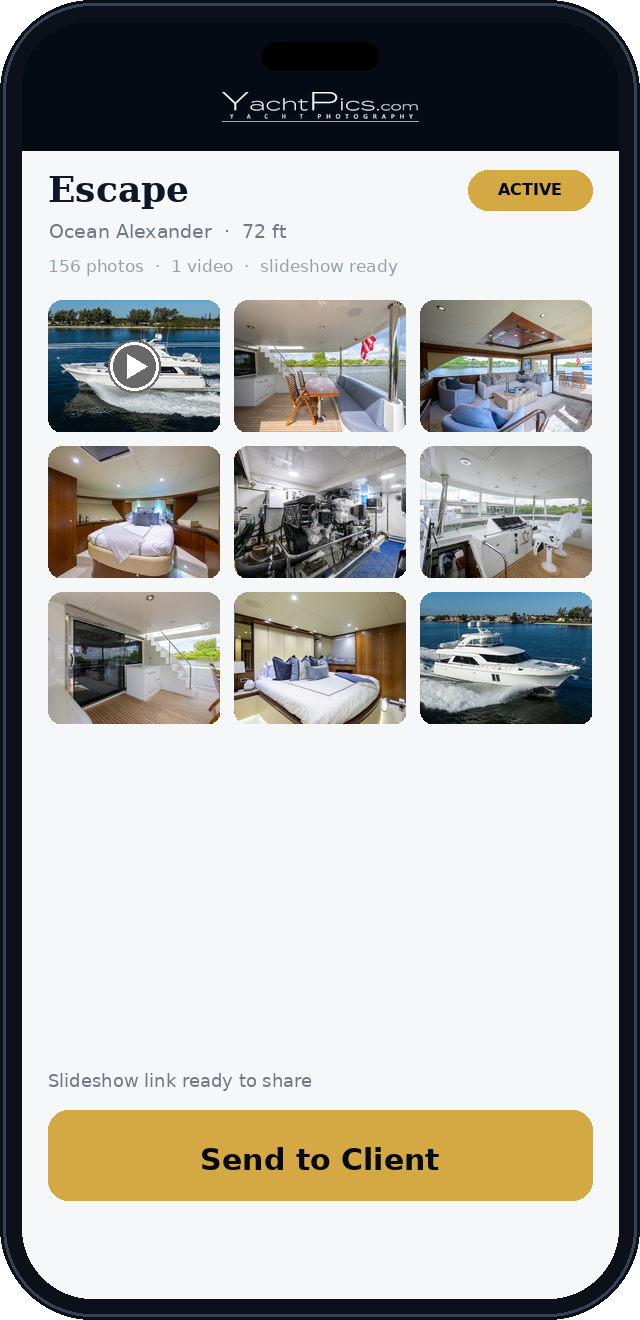 YachtPics.com
YACHT PHOTOGRAPHY
Escape
ACTIVE
Ocean Alexander · 72 ft
156 photos · 1 video · slideshow ready
Slideshow link ready to share
Send to Client